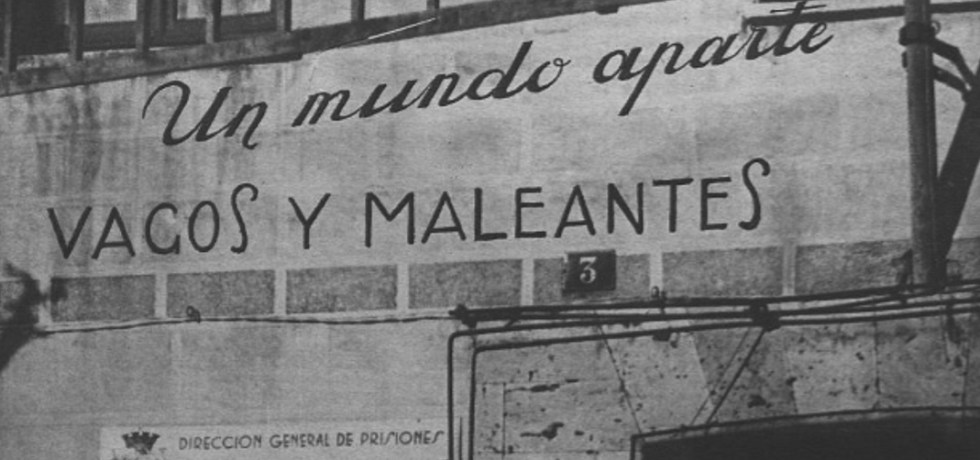 Un mundo aparte
VAGOS Y MALEANTES
3
DIRECCION GENERAL DE PRISIONES